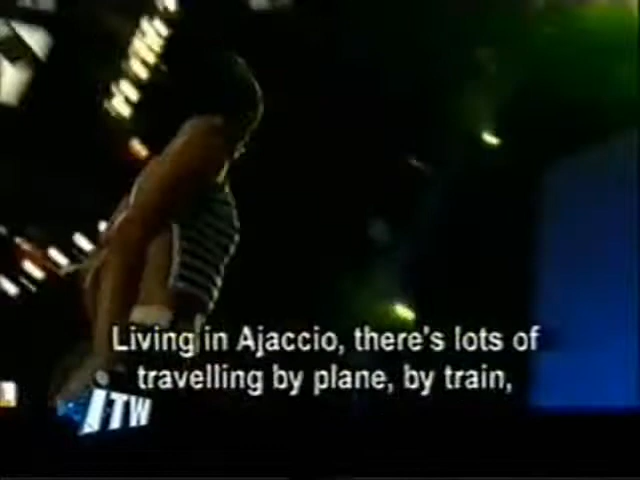 Living in Ajaccio, there's lots of
travelling by plane, by train,
ITW